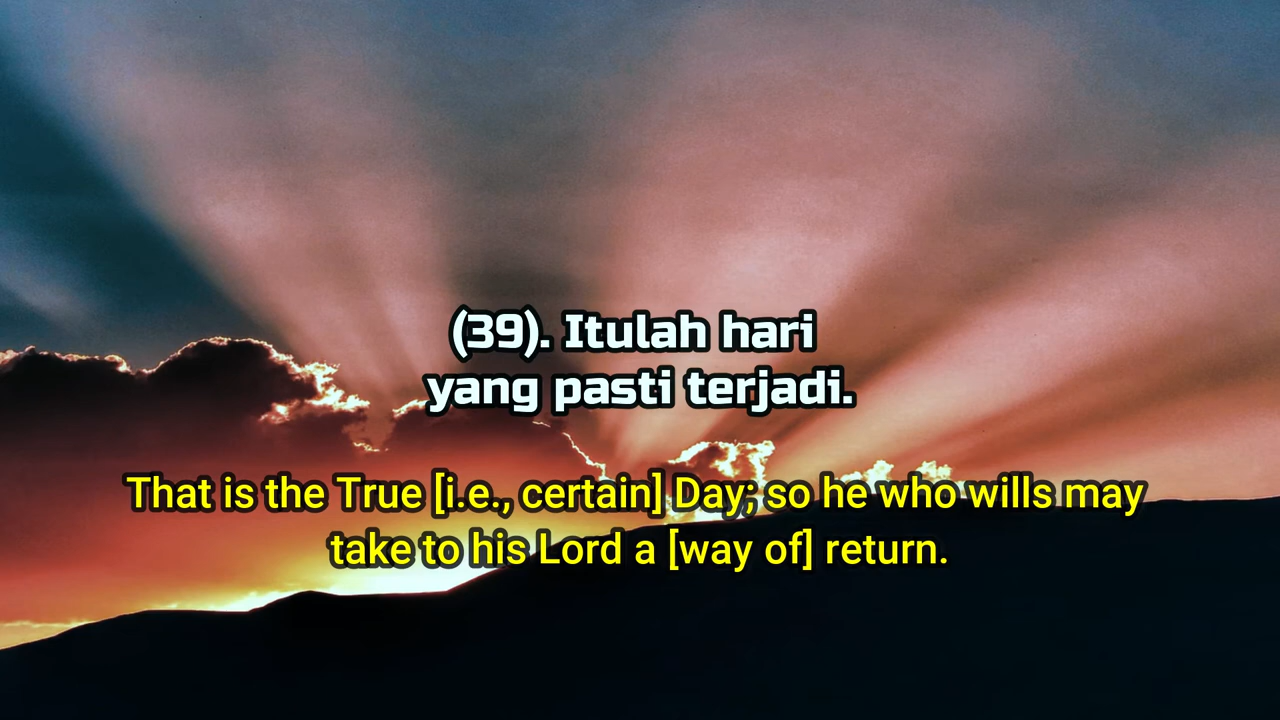 (39). Itulah hari
yang pasti terjadi.
That is the True [i.e., certain] Day; so he who wills may
take to his Lord a [way of] return.